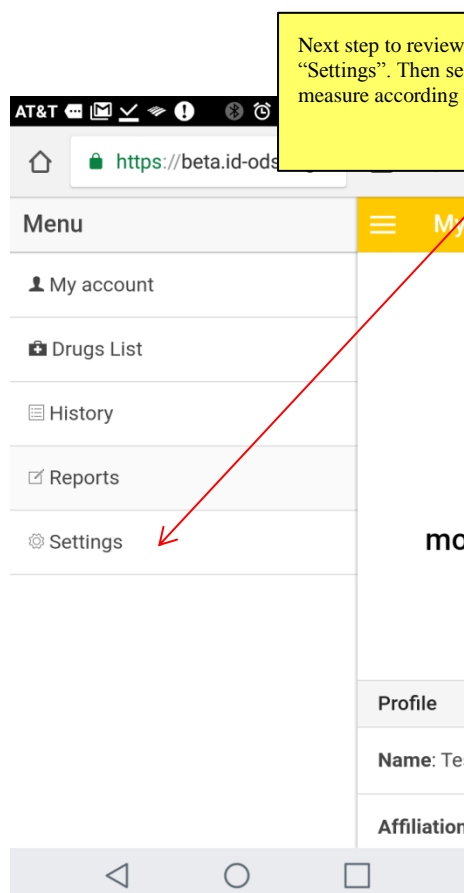 Next step to review
“Settings”. Then se
measure according
AT&T
https://beta.id-ods
Menu
My
My account
Drugs List
History
Reports
Settings
mo
Profile
Name: Te
Affiliation